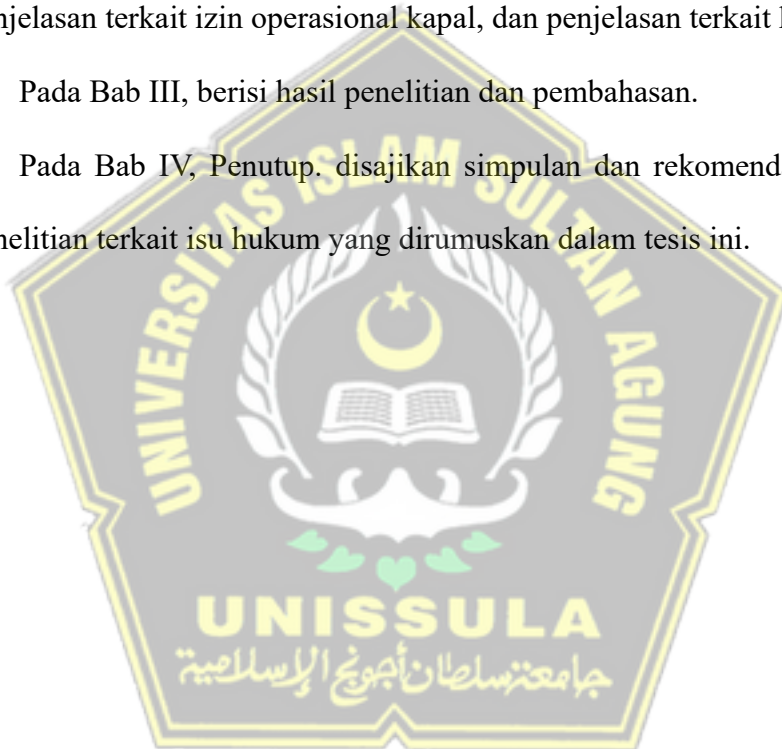 njelasan terkait izin operasional kapal, dan penjelasan terkait
Pada Bab III, berisi hasil penelitian dan pembahasan.
Pada Bab IV, Penutup. disajikan simpulan dan rekomend
nelitian terkait isu hukum yang dirumuskan dalam tesis ini.
UNIVERSITAS ISLAM SULTAN AGUNG
UNISSULA
جامعتنسلطان أجونج الإسلامية